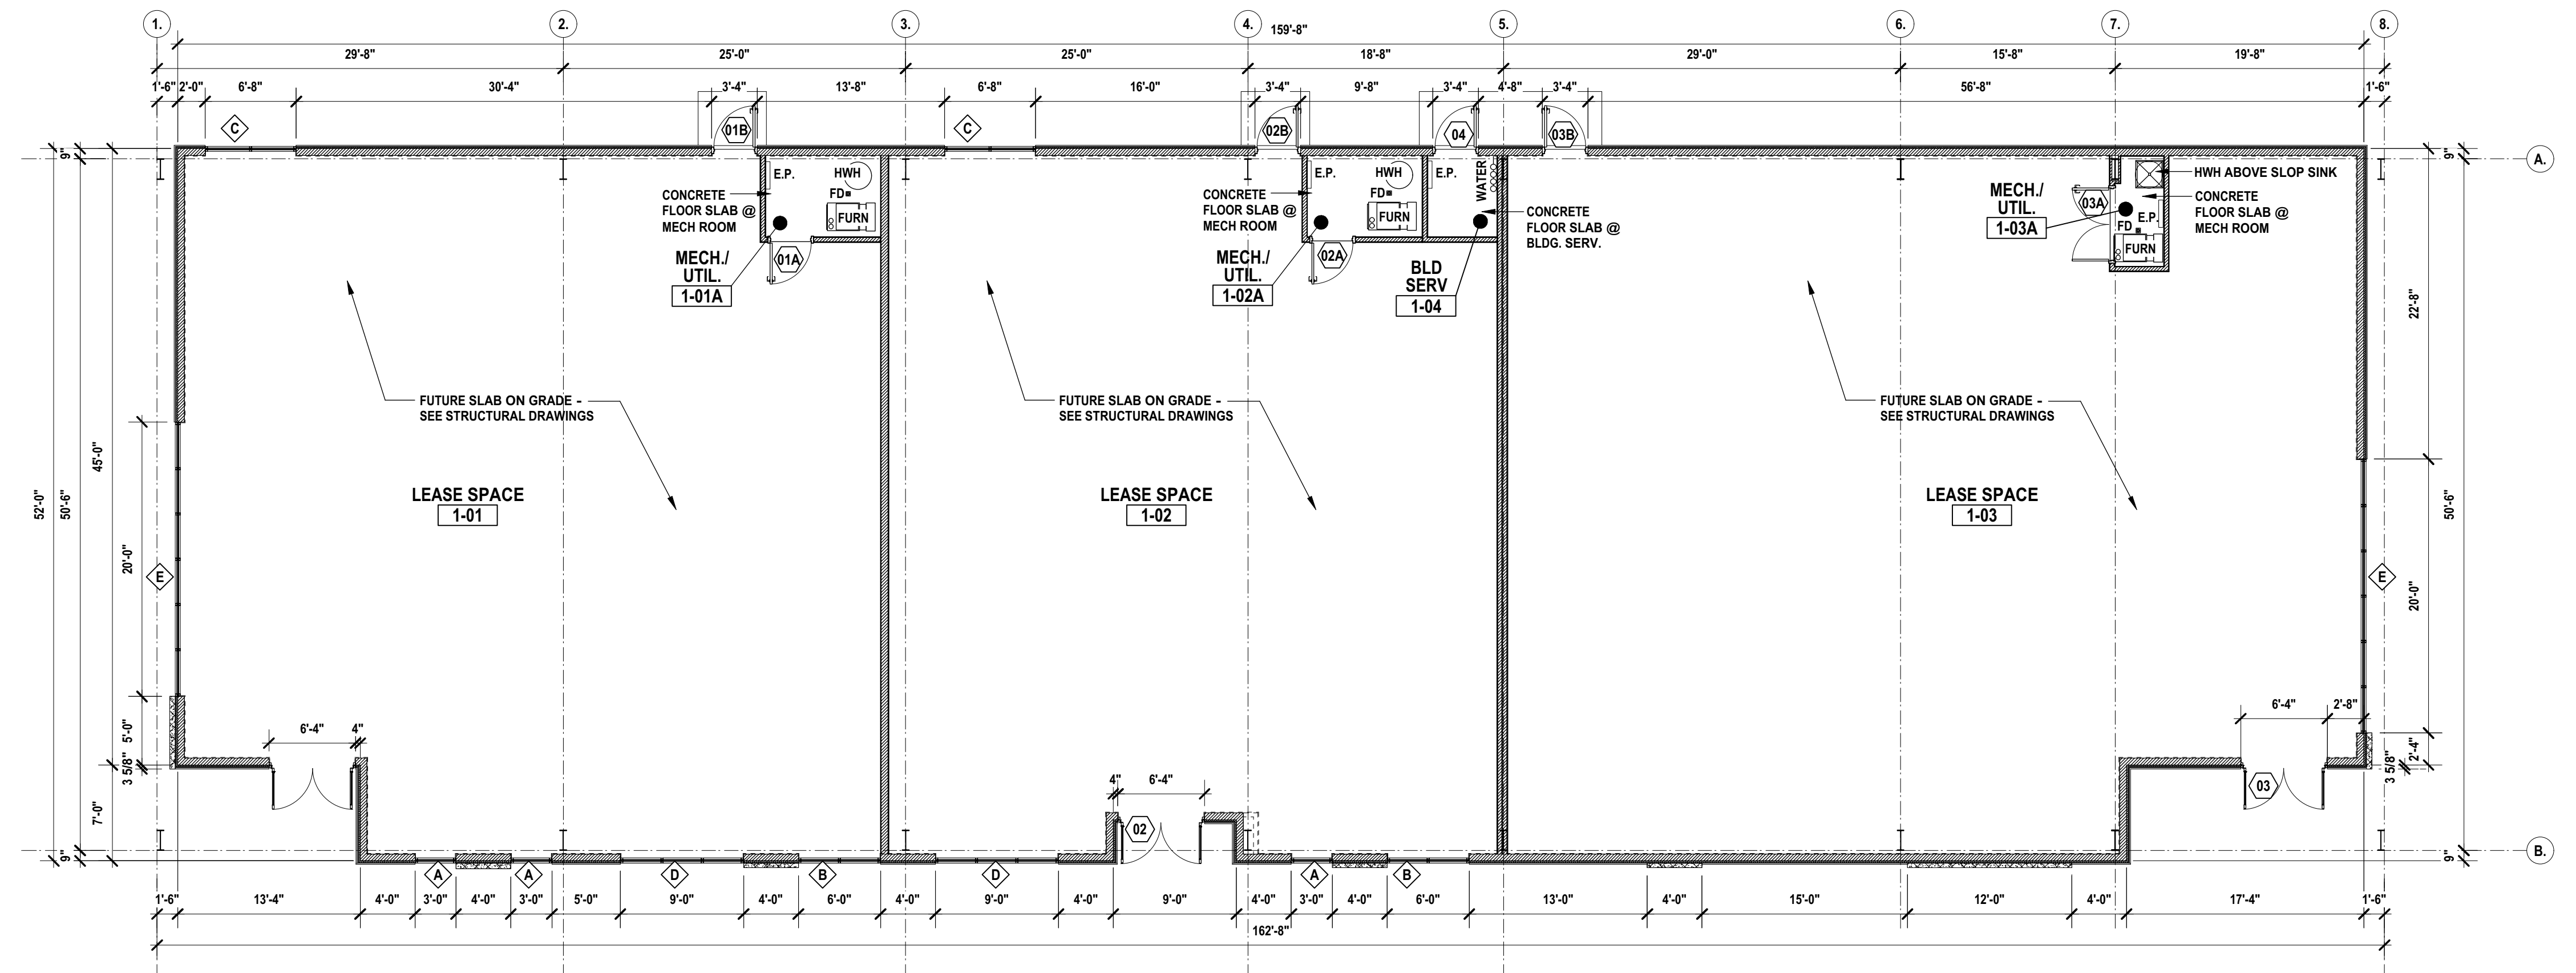 1. 2. 3. 4. 5. 6. 7. 8.
159'-8"
29'-8" 25'-0" 25'-0" 18'-8" 29'-0" 15'-8" 19'-8"
1'-6" 2'-0" 6'-8" 30'-4" 3'-4" 13'-8" 6'-8" 16'-0" 3'-4" 9'-8" 3'-4" 4'-8" 3'-4" 56'-8" 1'-6"
C 01B C 02B 04 03B
9" 9" A.
E.P. HWH
FD
FURN
CONCRETE
FLOOR SLAB @
MECH ROOM
01A
MECH./
UTIL.
1-01A
E.P. HWH
FD
FURN
CONCRETE
FLOOR SLAB @
MECH ROOM
02A
MECH./
UTIL.
1-02A
E.P. WATER
CONCRETE
FLOOR SLAB @
BLDG. SERV.
BLD
SERV
1-04
MECH./
UTIL.
1-03A
03A
FD E.P.
FURN
HWH ABOVE SLOP SINK
CONCRETE
FLOOR SLAB @
MECH ROOM
FUTURE SLAB ON GRADE -
SEE STRUCTURAL DRAWINGS
FUTURE SLAB ON GRADE -
SEE STRUCTURAL DRAWINGS
FUTURE SLAB ON GRADE -
SEE STRUCTURAL DRAWINGS
LEASE SPACE
1-01
LEASE SPACE
1-02
LEASE SPACE
1-03
52'-0"
50'-6"
45'-0"
20'-0"
5'-0"
3 5/8"
7'-0"
9"
E
22'-8"
50'-6"
20'-0"
2'-4"
3 5/8"
9"
E
6'-4" 4"
4" 6'-4"
02
6'-4" 2'-8"
03
B.
A A D B D A B
1'-6" 13'-4" 4'-0" 3'-0" 4'-0" 3'-0" 5'-0" 9'-0" 4'-0" 6'-0" 4'-0" 9'-0" 4'-0" 9'-0" 4'-0" 3'-0" 4'-0" 6'-0" 13'-0" 4'-0" 15'-0" 12'-0" 4'-0" 17'-4" 1'-6"
162'-8"